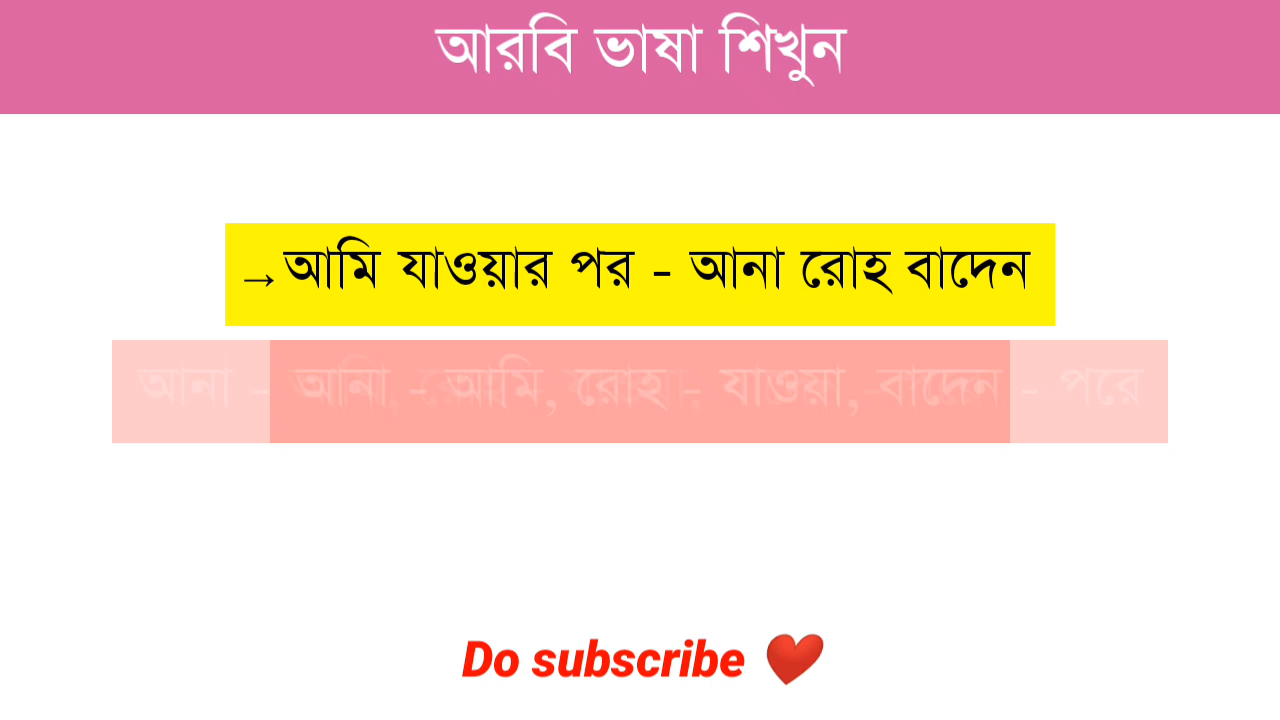 আরবি ভাষা শিখুন
→আমি যাওয়ার পর - আনা রোহ বাদেন
আনা - আমি, রোহ - যাওয়া, বাদেন - পরে
Do subscribe ❤️